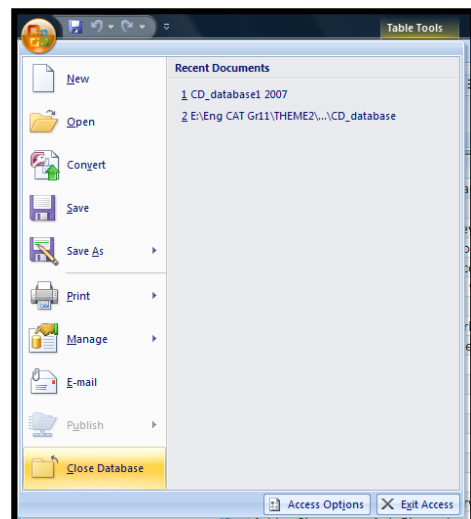 Table Tools
New
Open
Convert
Save
Save As
Print
Manage
E-mail
Publish
Close Database
Recent Documents
1 CD_database1 2007
2 E:\Eng CAT Gr11\THEME2\...\CD_database
Access Options
Exit Access